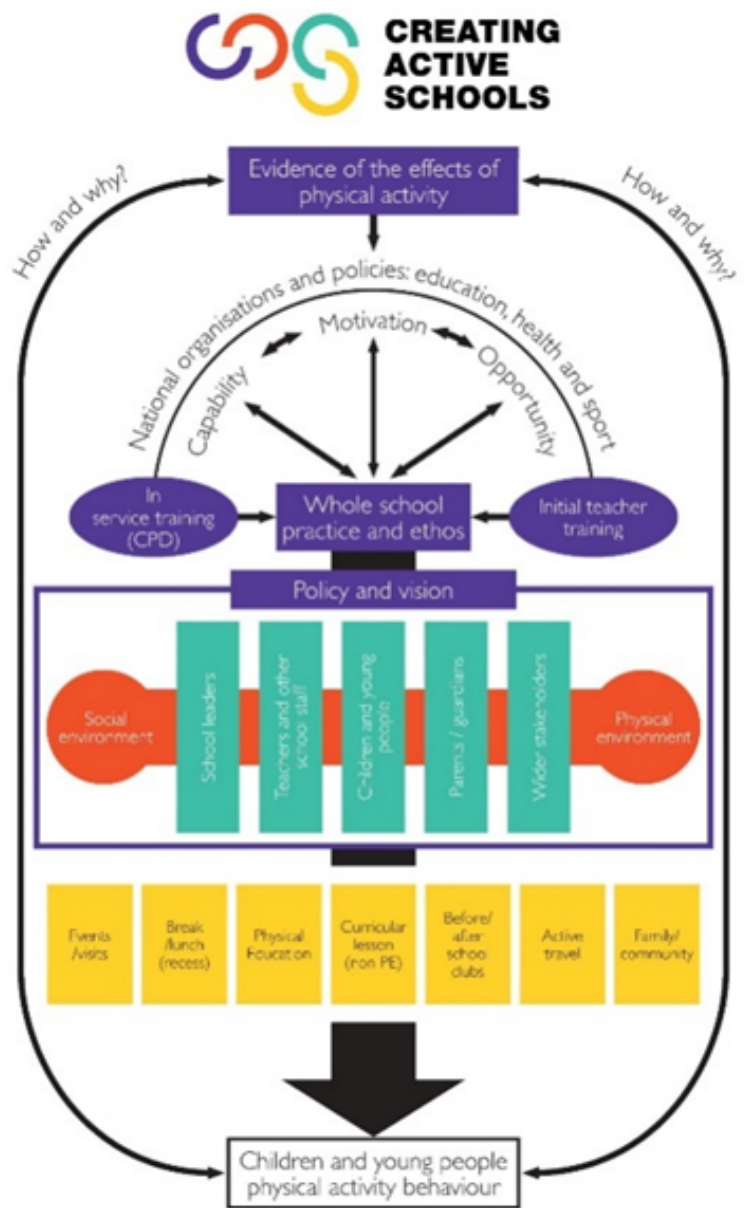 CREATING
ACTIVE
SCHOOLS
Evidence of the effects of
physical activity
How and why?
How and why?
National organisations and policies: education, health and sport
Motivation
Capability
Opportunity
In
service training
(CPD)
Whole school
practice and ethos
Initial teacher
training
Policy and vision
Social
environment
School leaders
Teachers and other
school staff
Children and young
people
Parents / guardians
Wider stakeholders
Physical
environment
Events
/visits
Break
/lunch
(recess)
Physical
Education
Curricular
lesson
(non PE)
Before/
after
school
clubs
Active
travel
Family/
community
Children and young people
physical activity behaviour